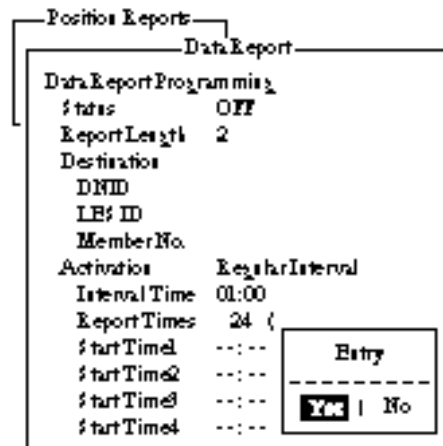 Position Reports
Data Report
Data Report Programming
Status OFF
Report Length 2
Destination
DNID
LES ID
Member No.
Activation Regular Interval
Interval Time 01:00
Report Times 24 (
Start Time1 --:--
Start Time2 --:--
Start Time3 --:--
Start Time4 --:--
Entry
Yes | No